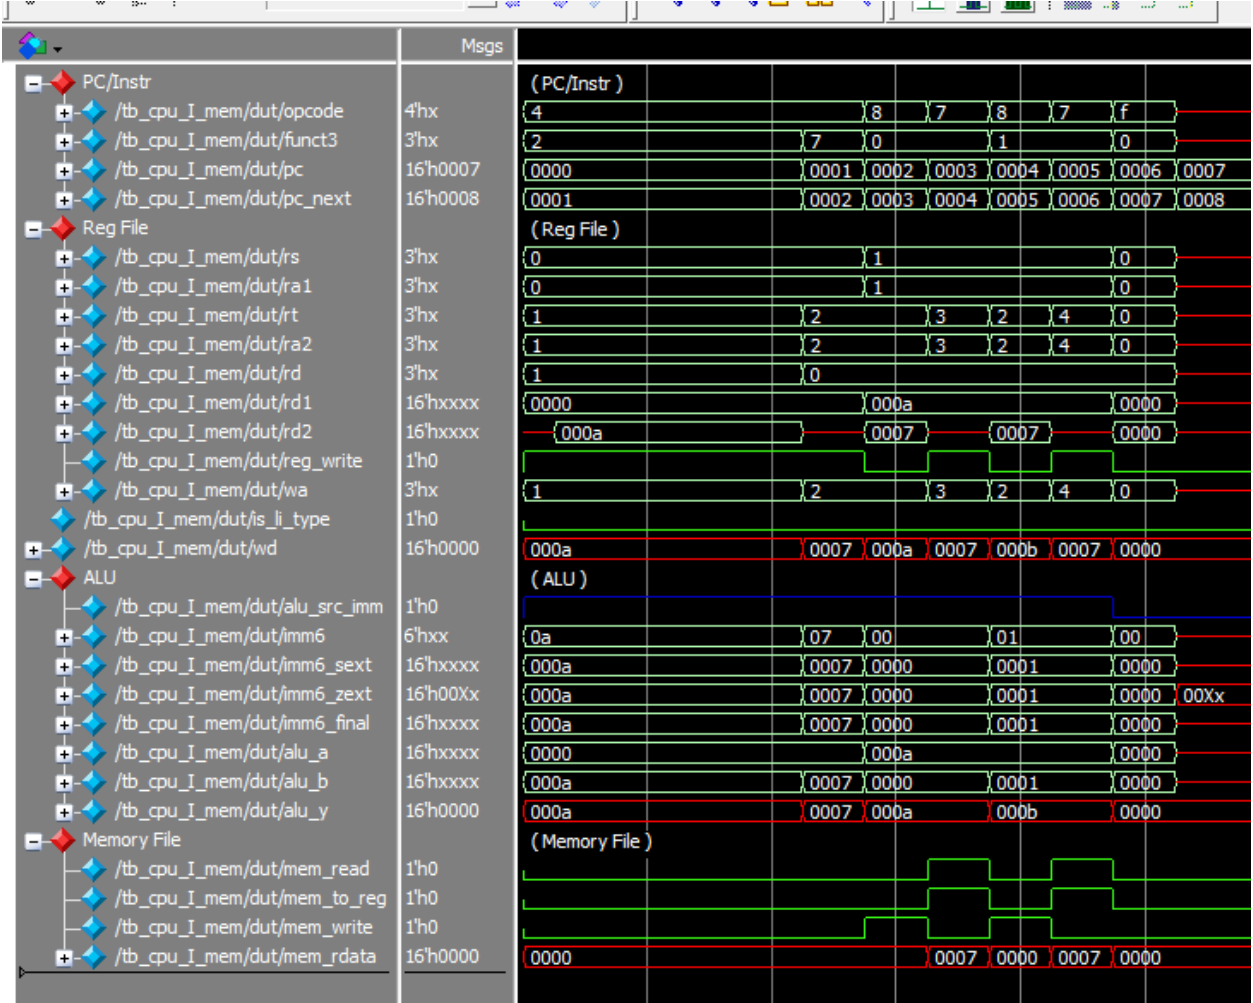 Msgs
PC/Instr (PC/Instr)
/tb_cpu_I_mem/dut/opcode 4'hx 4 8 7 8 7 f
/tb_cpu_I_mem/dut/funct3 3'hx 2 7 0 1 0
/tb_cpu_I_mem/dut/pc 16'h0007 0000 0001 0002 0003 0004 0005 0006 0007
/tb_cpu_I_mem/dut/pc_next 16'h0008 0001 0002 0003 0004 0005 0006 0007 0008
Reg File (Reg File)
/tb_cpu_I_mem/dut/rs 3'hx 0 1 0
/tb_cpu_I_mem/dut/ra1 3'hx 0 1 0
/tb_cpu_I_mem/dut/rt 3'hx 1 2 3 2 4 0
/tb_cpu_I_mem/dut/ra2 3'hx 1 2 3 2 4 0
/tb_cpu_I_mem/dut/rd 3'hx 1 0
/tb_cpu_I_mem/dut/rd1 16'hxxxx 0000 000a 0000
/tb_cpu_I_mem/dut/rd2 16'hxxxx 000a 0007 0007 0000
/tb_cpu_I_mem/dut/reg_write 1'h0
/tb_cpu_I_mem/dut/wa 3'hx 1 2 3 2 4 0
/tb_cpu_I_mem/dut/is_li_type 1'h0
/tb_cpu_I_mem/dut/wd 16'h0000 000a 0007 000a 0007 000b 0007 0000
ALU (ALU)
/tb_cpu_I_mem/dut/alu_src_imm 1'h0
/tb_cpu_I_mem/dut/imm6 6'hxx 0a 07 00 01 00
/tb_cpu_I_mem/dut/imm6_sext 16'hxxxx 000a 0007 0000 0001 0000
/tb_cpu_I_mem/dut/imm6_zext 16'h00Xx 000a 0007 0000 0001 0000 00Xx
/tb_cpu_I_mem/dut/imm6_final 16'hxxxx 000a 0007 0000 0001 0000
/tb_cpu_I_mem/dut/alu_a 16'hxxxx 0000 000a 0000
/tb_cpu_I_mem/dut/alu_b 16'hxxxx 000a 0007 0000 0001 0000
/tb_cpu_I_mem/dut/alu_y 16'h0000 000a 0007 000a 000b 0000
Memory File (Memory File)
/tb_cpu_I_mem/dut/mem_read 1'h0
/tb_cpu_I_mem/dut/mem_to_reg 1'h0
/tb_cpu_I_mem/dut/mem_write 1'h0
/tb_cpu_I_mem/dut/mem_rdata 16'h0000 0000 0007 0000 0007 0000